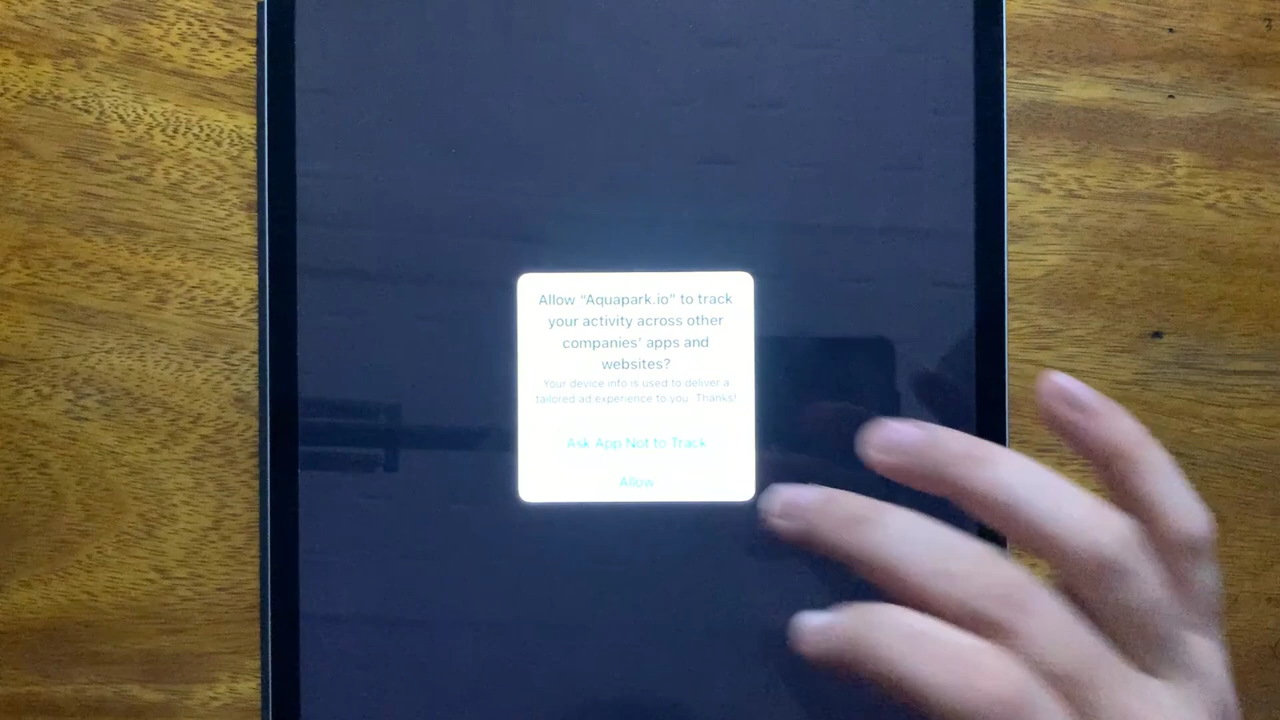 Allow “Aquapark.io” to track
your activity across other
companies’ apps and
websites?
Your device info is used to deliver a
tailored ad experience to you. Thanks!
Ask App Not to Track
Allow